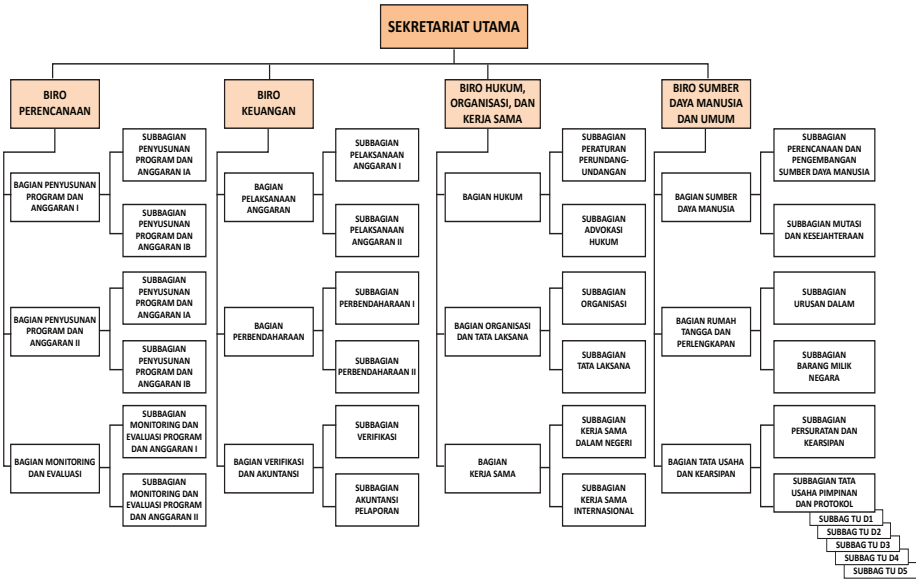 SEKRETARIAT UTAMA
BIRO
PERENCANAAN
BIRO
KEUANGAN
BIRO HUKUM,
ORGANISASI, DAN
KERJA SAMA
BIRO SUMBER
DAYA MANUSIA
DAN UMUM
BAGIAN PENYUSUNAN
PROGRAM DAN
ANGGARAN I
SUBBAGIAN
PENYUSUNAN
PROGRAM DAN
ANGGARAN IA
SUBBAGIAN
PENYUSUNAN
PROGRAM DAN
ANGGARAN IB
BAGIAN PENYUSUNAN
PROGRAM DAN
ANGGARAN II
SUBBAGIAN
PENYUSUNAN
PROGRAM DAN
ANGGARAN IA
SUBBAGIAN
PENYUSUNAN
PROGRAM DAN
ANGGARAN IB
BAGIAN MONITORING
DAN EVALUASI
SUBBAGIAN
MONITORING DAN
EVALUASI PROGRAM
DAN ANGGARAN I
SUBBAGIAN
MONITORING DAN
EVALUASI PROGRAM
DAN ANGGARAN II
BAGIAN
PELAKSANAAN
ANGGARAN
SUBBAGIAN
PELAKSANAAN
ANGGARAN I
SUBBAGIAN
PELAKSANAAN
ANGGARAN II
BAGIAN
PERBENDAHARAAN
SUBBAGIAN
PERBENDAHARAAN I
SUBBAGIAN
PERBENDAHARAAN II
BAGIAN VERIFIKASI
DAN AKUNTANSI
SUBBAGIAN
VERIFIKASI
SUBBAGIAN
AKUNTANSI
PELAPORAN
BAGIAN HUKUM
SUBBAGIAN
PERATURAN
PERUNDANG-
UNDANGAN
SUBBAGIAN
ADVOKASI
HUKUM
BAGIAN ORGANISASI
DAN TATA LAKSANA
SUBBAGIAN
ORGANISASI
SUBBAGIAN
TATA LAKSANA
BAGIAN
KERJA SAMA
SUBBAGIAN
KERJA SAMA
DALAM NEGERI
SUBBAGIAN
KERJA SAMA
INTERNASIONAL
BAGIAN SUMBER
DAYA MANUSIA
SUBBAGIAN
PERENCANAAN DAN
PENGEMBANGAN
SUMBER DAYA MANUSIA
SUBBAGIAN MUTASI
DAN KESEJAHTERAAN
BAGIAN RUMAH
TANGGA DAN
PERLENGKAPAN
SUBBAGIAN
URUSAN DALAM
SUBBAGIAN
BARANG MILIK
NEGARA
BAGIAN TATA USAHA
DAN KEARSIPAN
SUBBAGIAN
PERSURATAN DAN
KEARSIPAN
SUBBAGIAN TATA
USAHA PIMPINAN
DAN PROTOKOL
SUBBAG TU D1
SUBBAG TU D2
SUBBAG TU D3
SUBBAG TU D4
SUBBAG TU D5